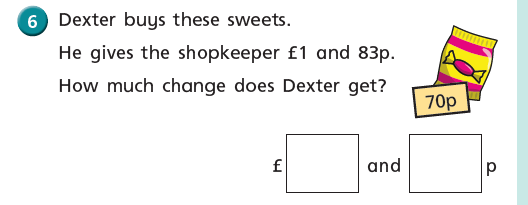 6 Dexter buys these sweets.
He gives the shopkeeper £1 and 83p.
How much change does Dexter get?
70p
£ and p